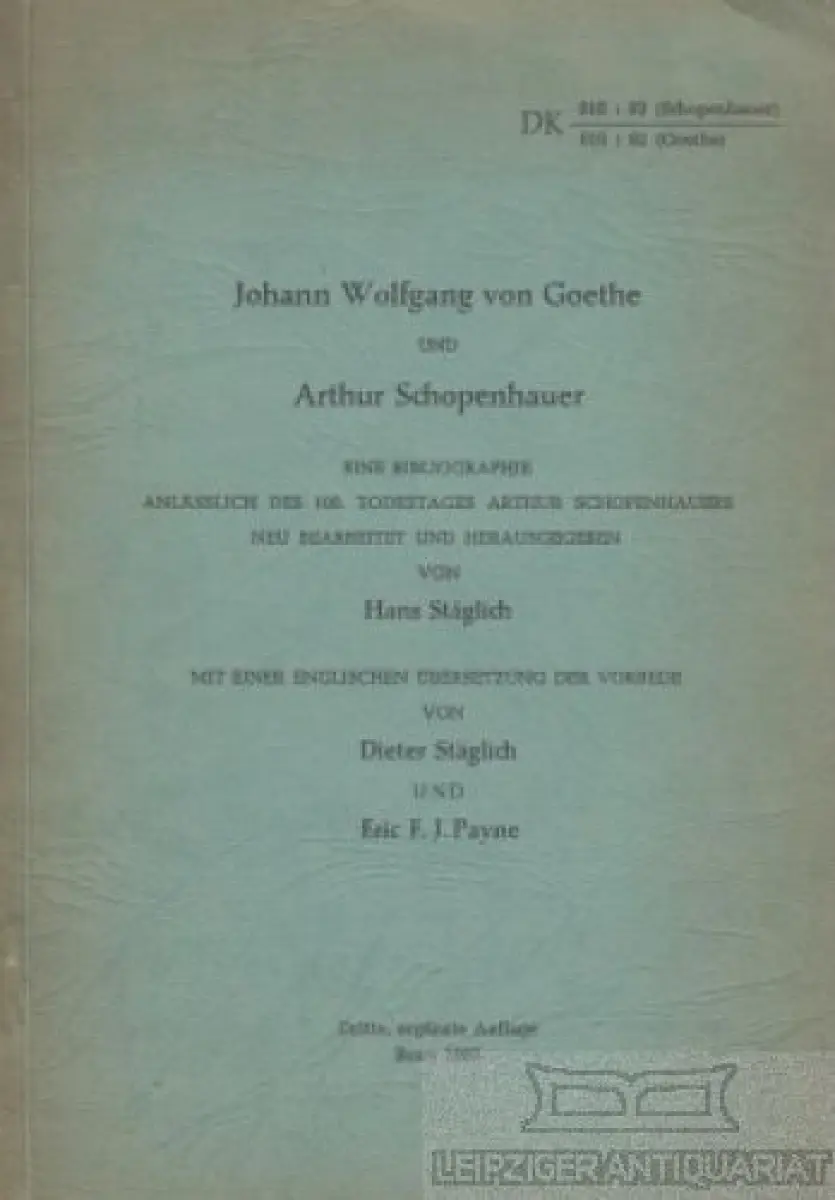 DK
(Schopenhauer)
(Goethe)
Johann Wolfgang von Goethe
UND
Arthur Schopenhauer
EINE BIBLIOGRAPHIE
ANLÄSSLICH DES 100. TODESTAGES ARTHUR SCHOPENHAUERS
NEU BEARBEITET UND HERAUSGEGEBEN
VON
Hans Stäglich
MIT EINER ENGLISCHEN ÜBERSETZUNG DER VORREDE
VON
Dieter Stäglich
UND
Eric F. J. Payne
Dritte, ergänzte Auflage
LEIPZIGER ANTIQUARIAT